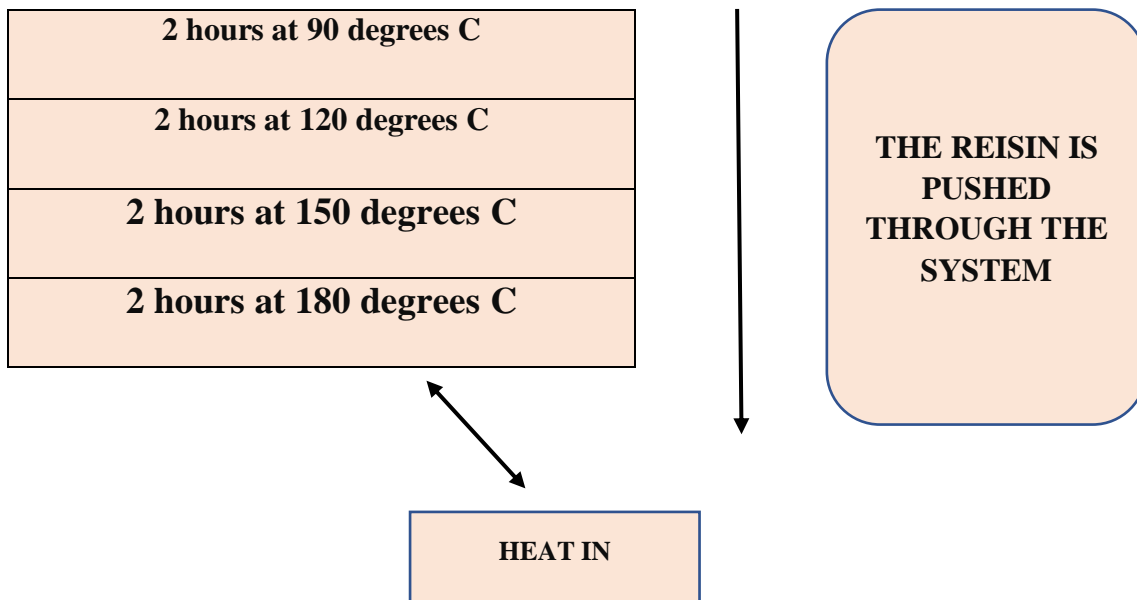 2 hours at 90 degrees C
2 hours at 120 degrees C
2 hours at 150 degrees C
2 hours at 180 degrees C
THE REISIN IS
PUSHED
THROUGH THE
SYSTEM
HEAT IN